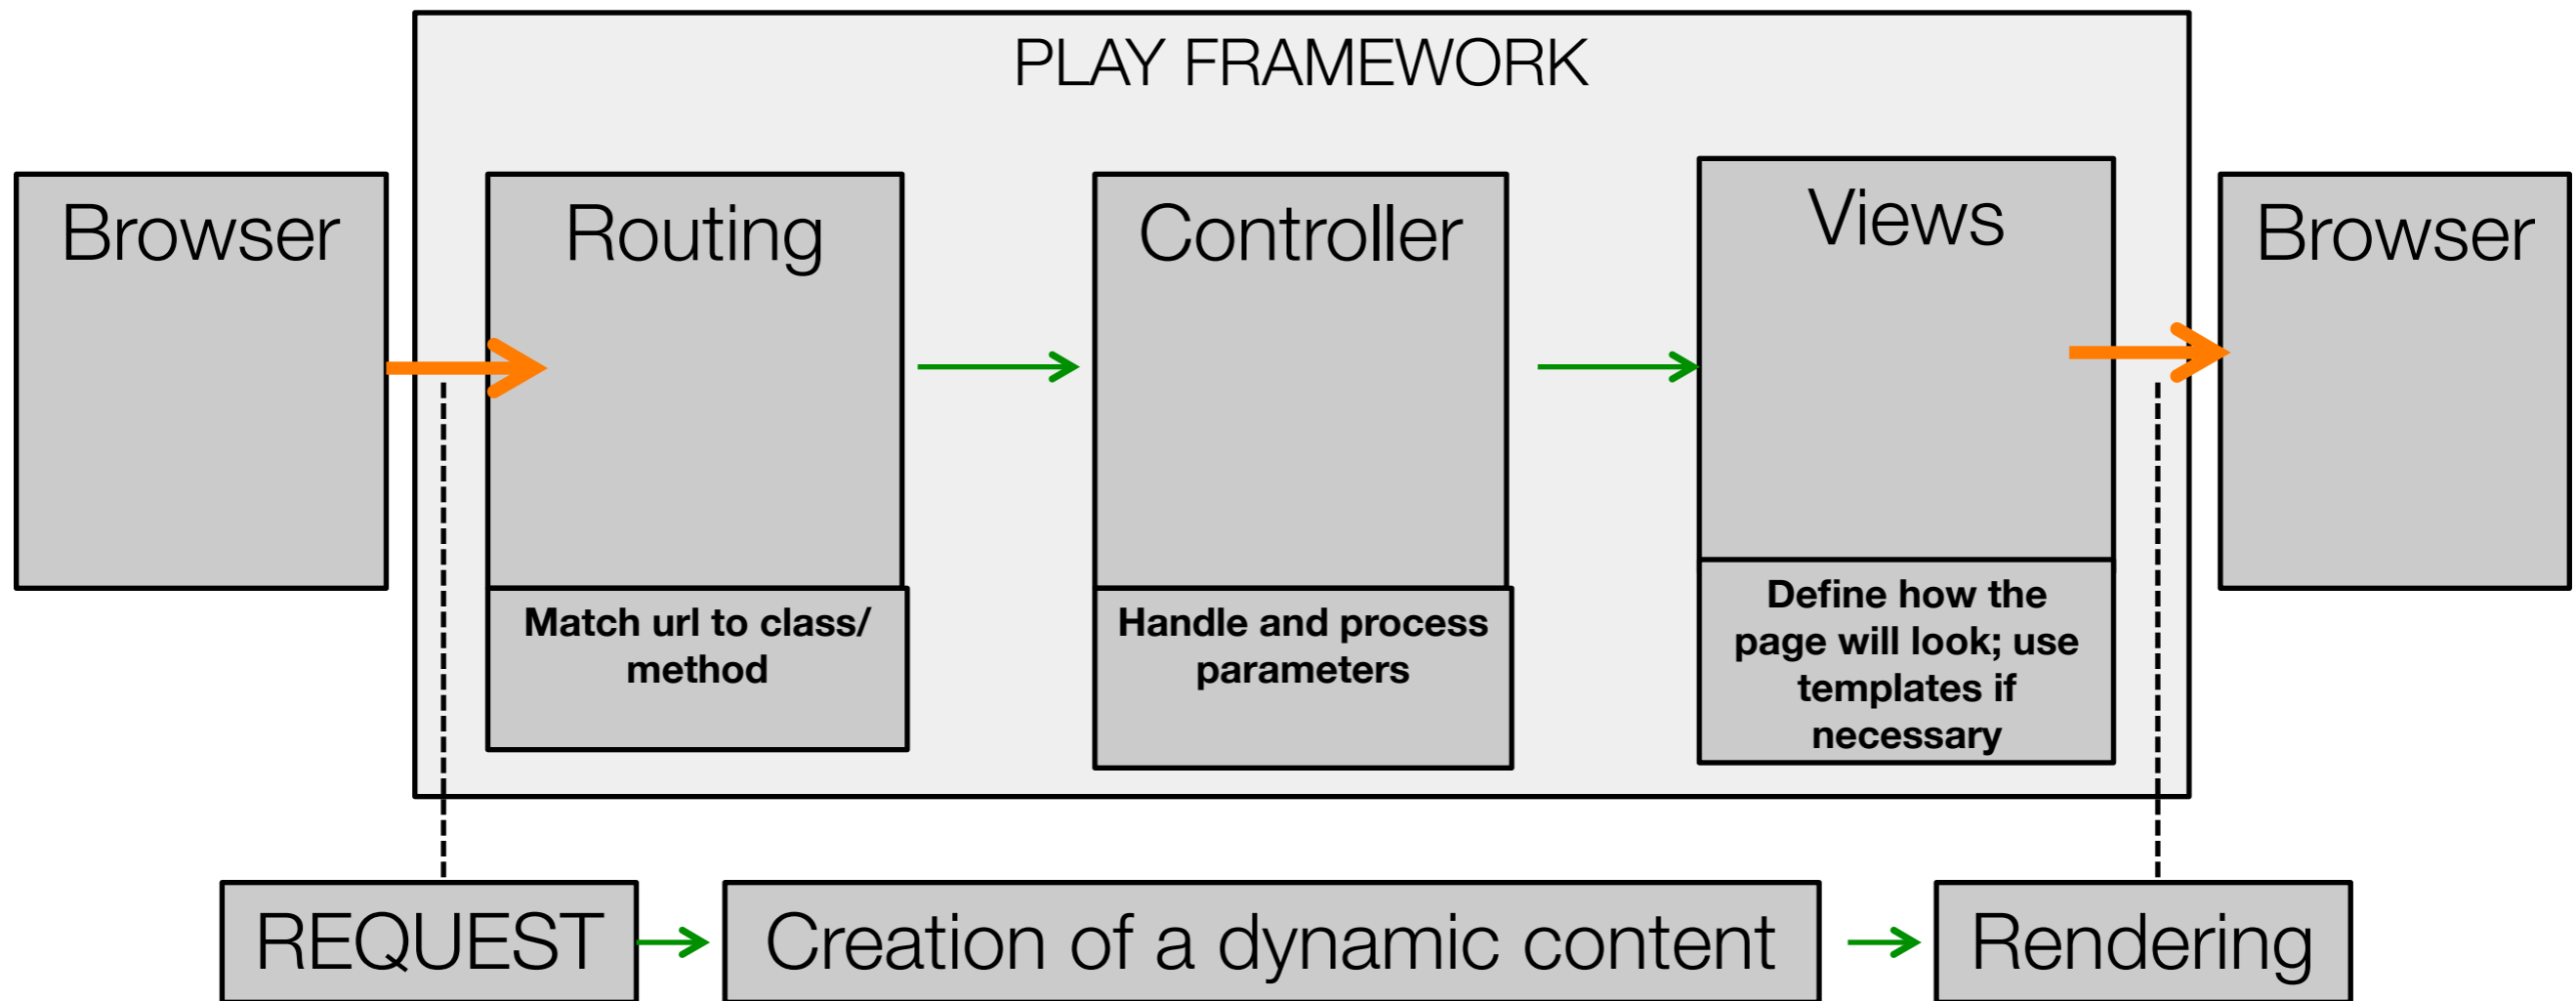 PLAY FRAMEWORK
Browser
Routing
Controller
Views
Browser
Match url to class/
method
Handle and process
parameters
Define how the
page will look; use
templates if
necessary
REQUEST
Creation of a dynamic content
Rendering